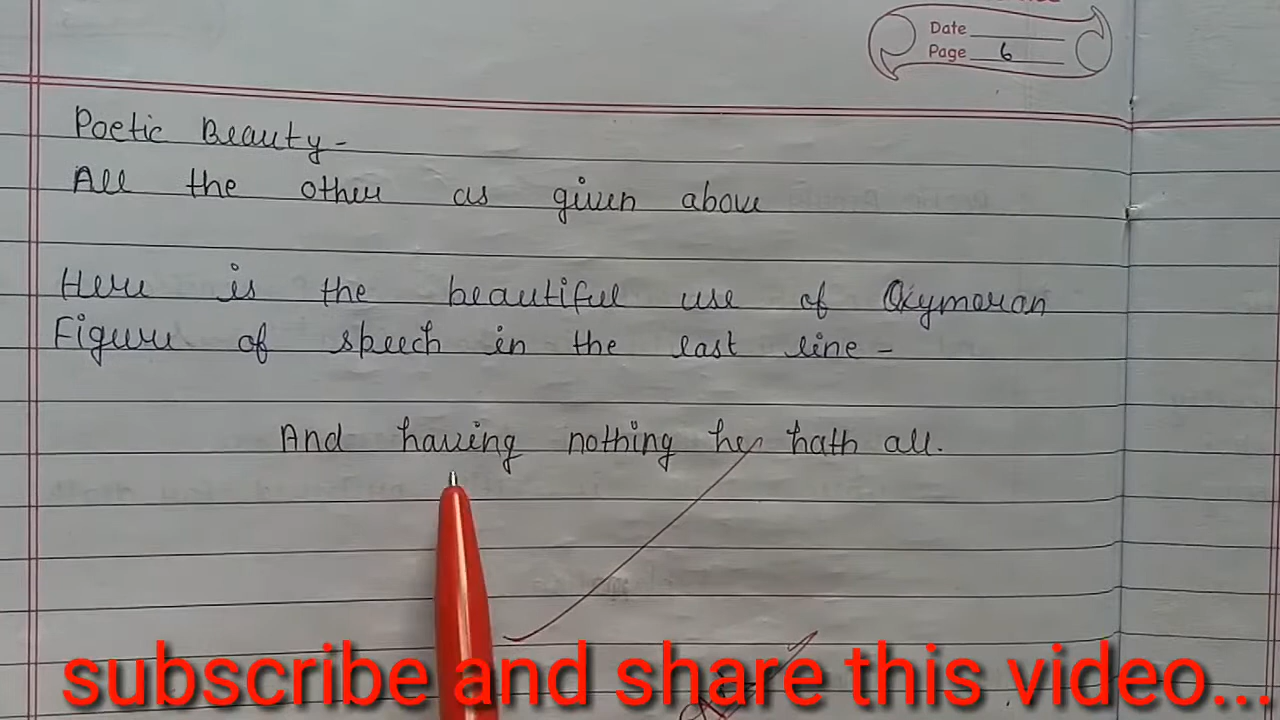 Date
Page 6
Poetic Beauty-
All the other as given above
Here is the beautiful use of Oxymoron
Figure of speech in the last line -
And having nothing he hath all.
subscribe and share this video...